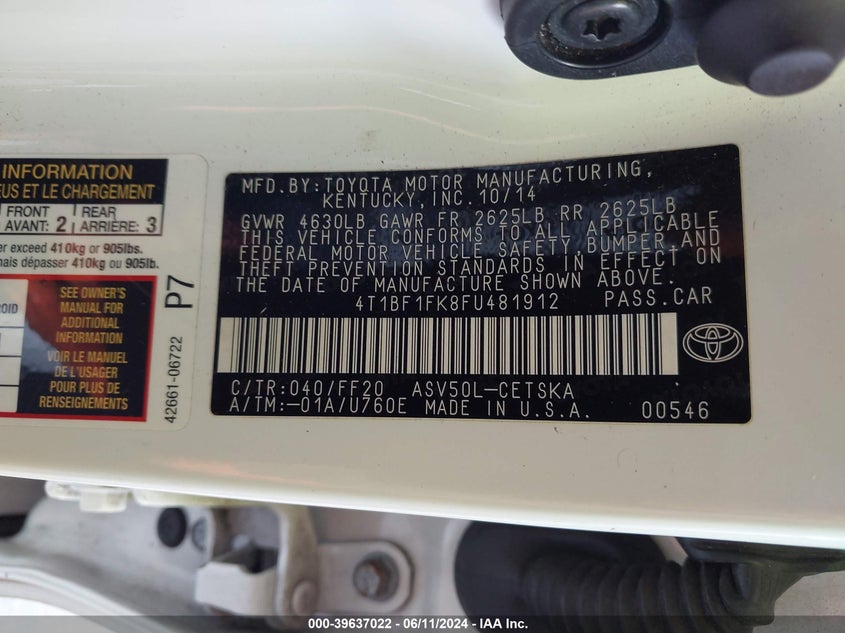 INFORMATION
EUS ET LE CHARGEMENT
FRONT 2 REAR 3
AVANT: ARRIÈRE:
er exceed 410kg or 905lbs.
mais dépasser 410kg ou 905lb.
SEE OWNER'S
MANUAL FOR
ADDITIONAL
INFORMATION
VOIR LE MANUEL
DE L'USAGER
POUR PLUS DE
RENSEIGNEMENTS
P7
42661-06722
MFD.BY:TOYOTA MOTOR MANUFACTURING,
KENTUCKY, INC.10/14
GVWR 4630LB GAWR FR 2625LB RR 2625LB
THIS VEHICLE CONFORMS TO ALL APPLICABLE
FEDERAL MOTOR VEHICLE SAFETY, BUMPER, AND
THEFT PREVENTION STANDARDS IN EFFECT ON
THE DATE OF MANUFACTURE SHOWN ABOVE.
4T1BF1FK8FU481912 PASS.CAR
C/TR:040/FF20 ASV50L-CETSKA
A/TM:-01A/U760E MADE IN U.S.A. 00546
000-39637022 - 06/11/2024 - IAA Inc.